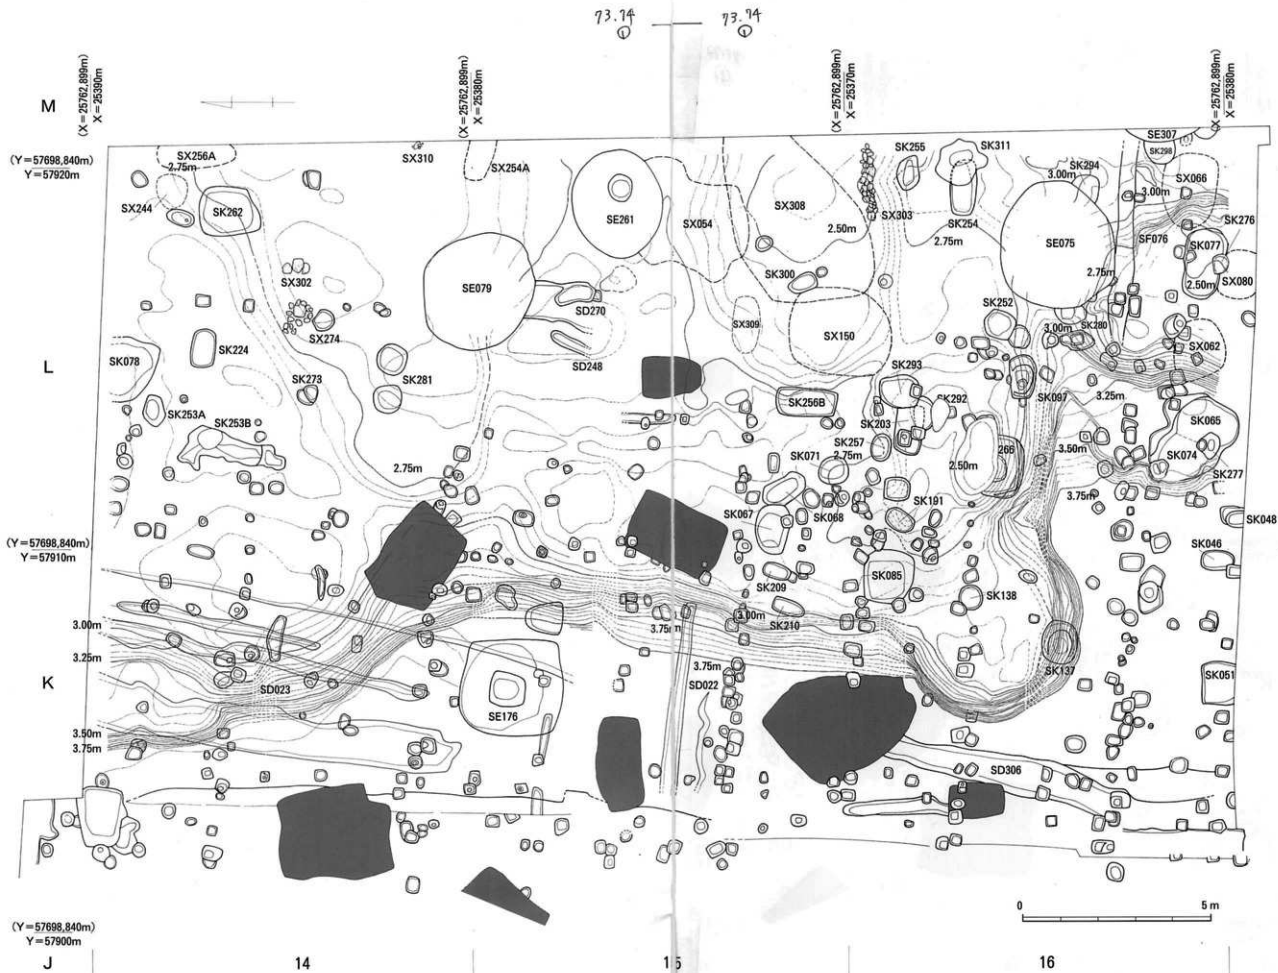 73.74
①
73.74
①
M
(X=25762,899m)
X=25390m
(X=25762,899m)
X=25380m
(X=25762,899m)
X=25370m
(X=25762,899m)
X=25380m
(Y=57698,840m)
Y=57920m
SX256A
2.75m
SX310
SX254A
SK255
SK311
SE307
SK298
SK294
3.00m
3.00m
SX066
SX244
SK262
SE261
SX054
SX308
2.50m
SX303
SK254
2.75m
SE075
SF076
SK276
SK077
2.75m
2.50m
SX080
SX302
SE079
SD270
SK300
SK252
SX274
SX309
SX150
3.00m
SK280
SX062
L
SK078
SK224
SD248
SK281
SK273
SK293
SK256B
SK292
SK097
3.25m
SK253A
SK253B
SK203
SK065
SK257
2.75m
SK071
3.50m
265
2.50m
SK074
2.75m
SK277
3.75m
SK191
SK067
SK068
SK048
(Y=57698,840m)
Y=57910m
SK046
SK085
SK209
SK138
3.00m
SK210
3.00m
3.75m
3.25m
3.75m
SK137
K
SD023
SD022
SK051
SE176
3.50m
3.75m
SD306
0
5 m
(Y=57698,840m)
Y=57900m
J
14
15
16